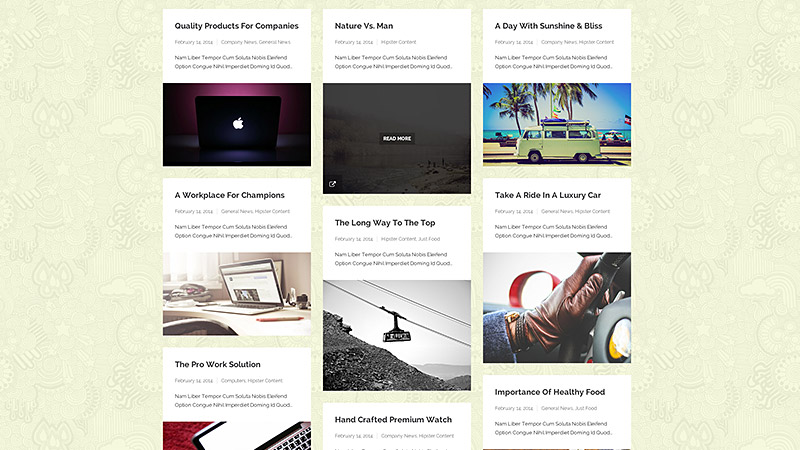 Quality Products For Companies
February 14, 2014 | Company News, General News
Nam Liber Tempor Cum Soluta Nobis Eleifend
Option Congue Nihil Imperdiet Doming Id Quod...
A Workplace For Champions
February 14, 2014 | General News, Hipster Content
Nam Liber Tempor Cum Soluta Nobis Eleifend
Option Congue Nihil Imperdiet Doming Id Quod...
The Pro Work Solution
February 14, 2014 | Computers, Hipster Content
Nam Liber Tempor Cum Soluta Nobis Eleifend
Option Congue Nihil Imperdiet Doming Id Quod...
Nature Vs. Man
February 14, 2014 | Hipster Content
Nam Liber Tempor Cum Soluta Nobis Eleifend
Option Congue Nihil Imperdiet Doming Id Quod...
READ MORE
The Long Way To The Top
February 14, 2014 | Hipster Content, Just Food
Nam Liber Tempor Cum Soluta Nobis Eleifend
Option Congue Nihil Imperdiet Doming Id Quod...
Hand Crafted Premium Watch
February 14, 2014 | Company News, Hipster Content
Nam Liber Tempor Cum Soluta Nobis Eleifend
A Day With Sunshine & Bliss
February 14, 2014 | Company News, Hipster Content
Nam Liber Tempor Cum Soluta Nobis Eleifend
Option Congue Nihil Imperdiet Doming Id Quod...
Take A Ride In A Luxury Car
February 14, 2014 | General News, Hipster Content
Nam Liber Tempor Cum Soluta Nobis Eleifend
Option Congue Nihil Imperdiet Doming Id Quod...
Importance Of Healthy Food
February 14, 2014 | General News, Just Food
Nam Liber Tempor Cum Soluta Nobis Eleifend
Option Congue Nihil Imperdiet Doming Id Quod...